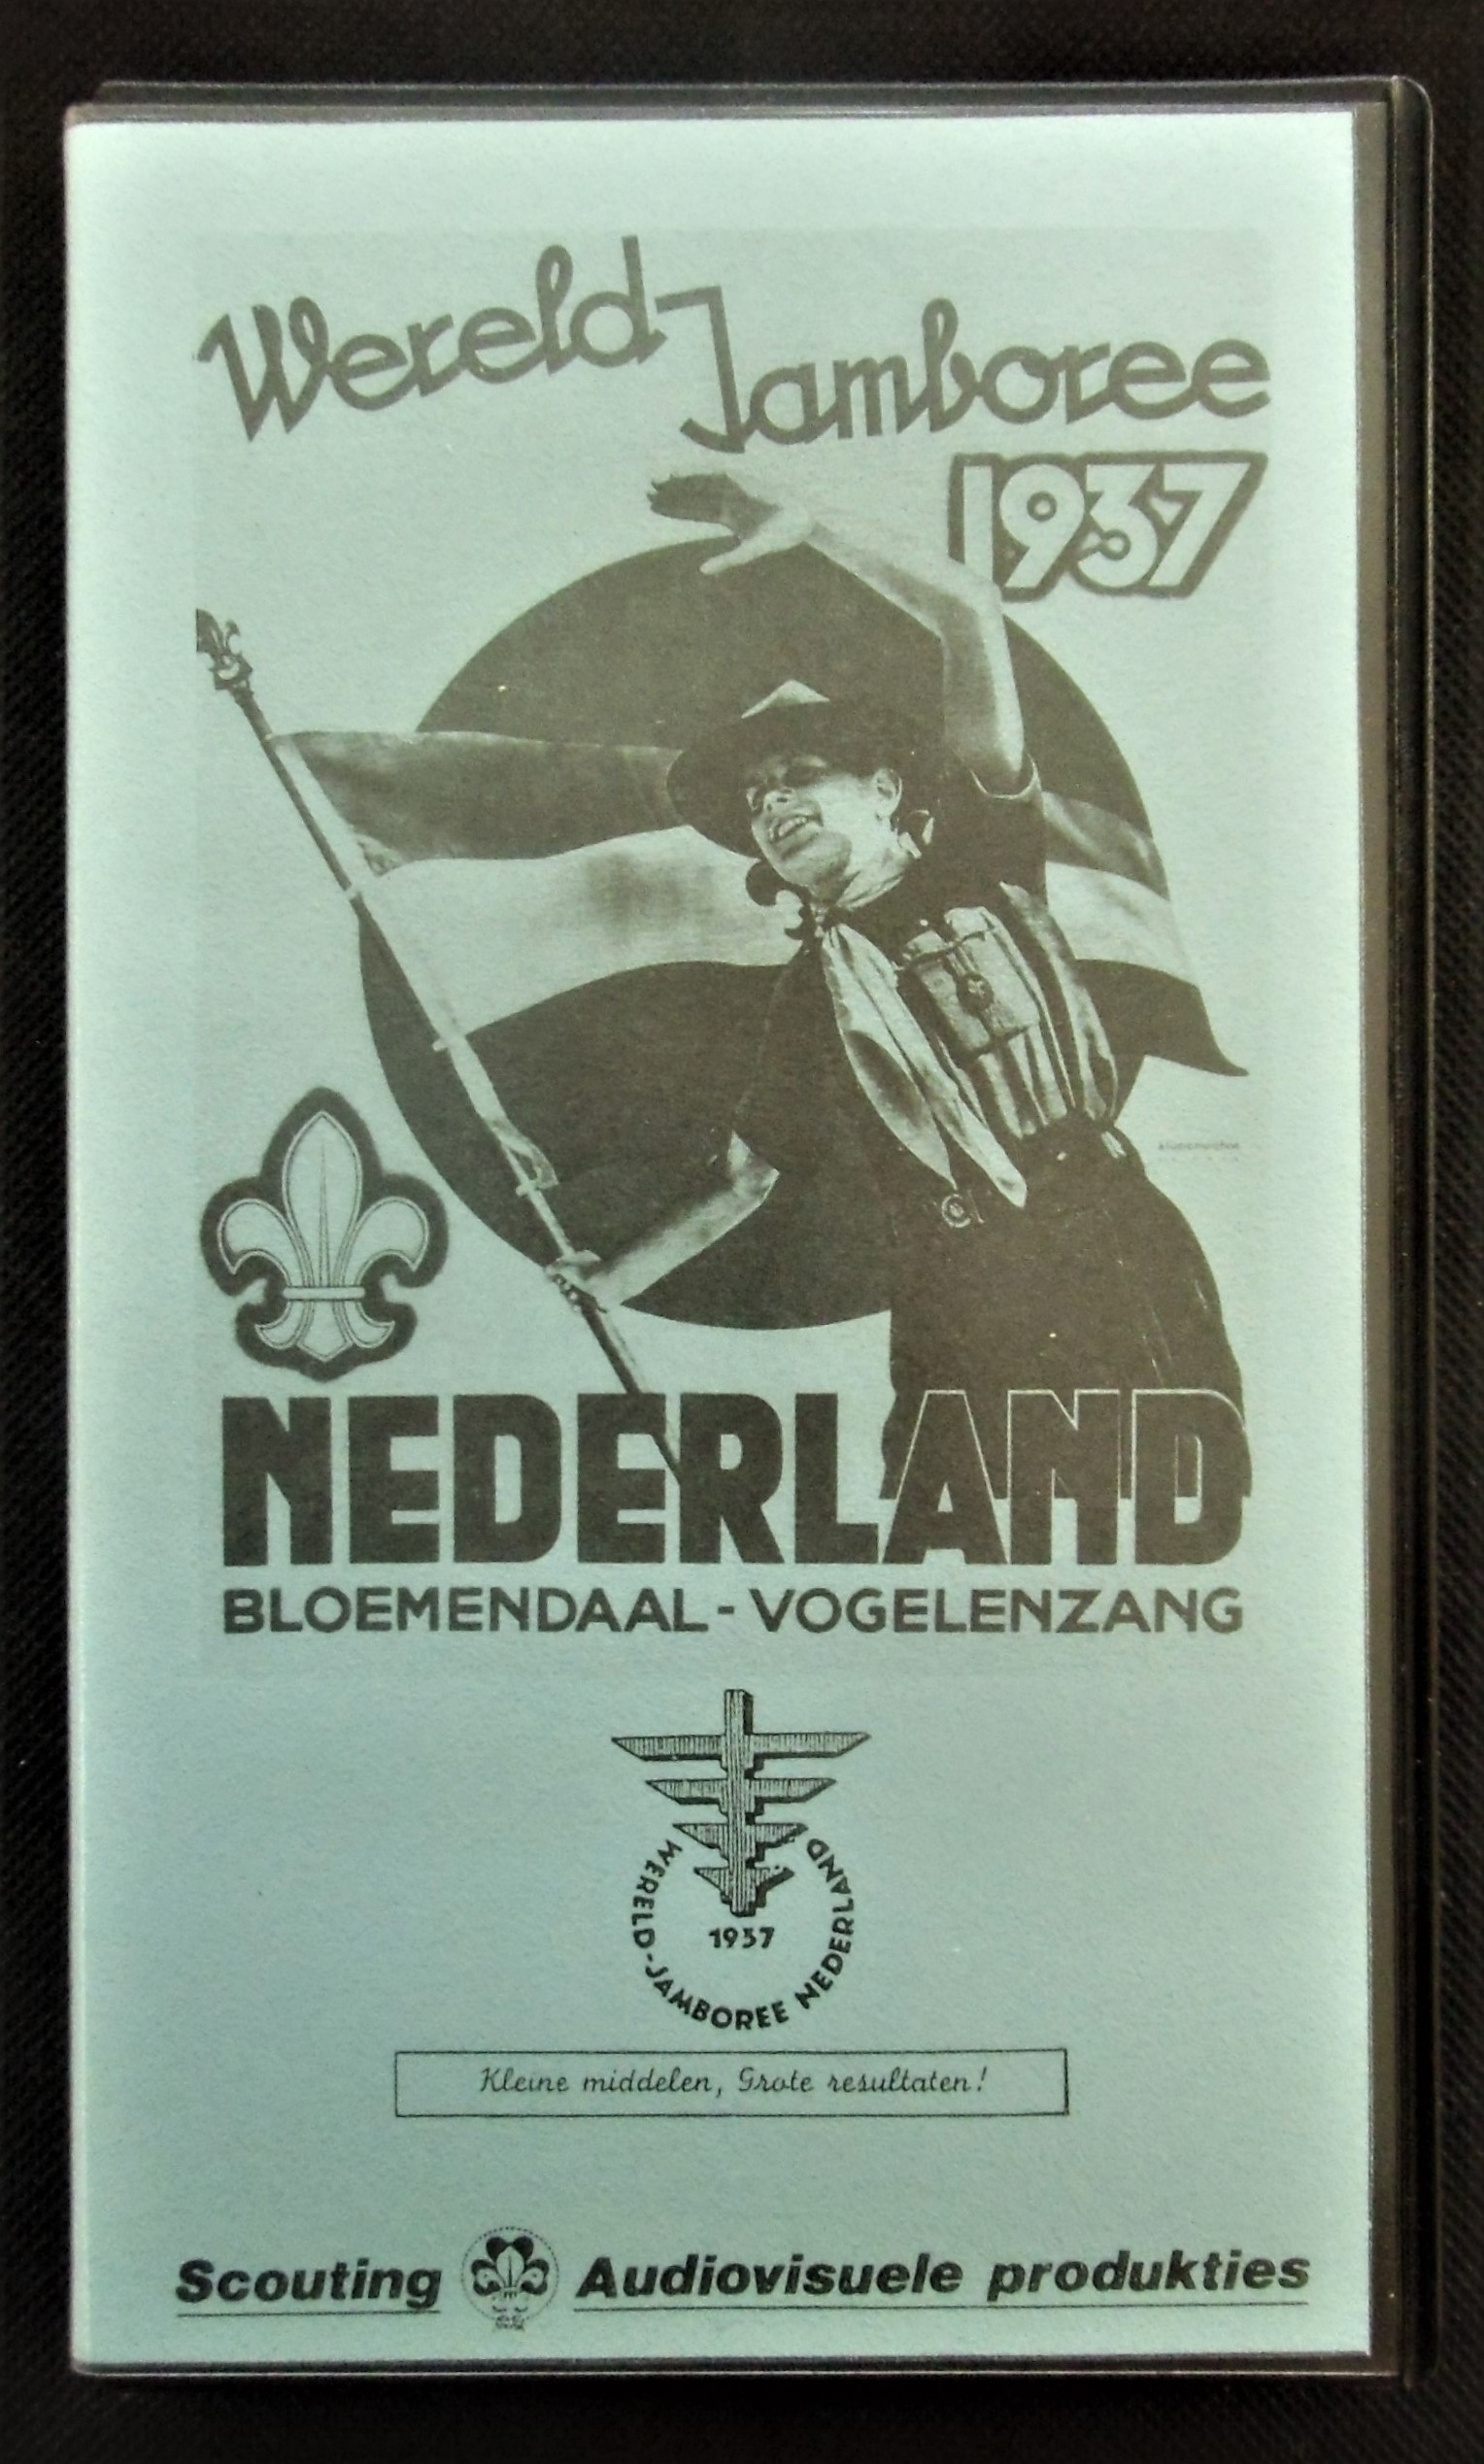 Wereld-
Jamboree
1937
NEDERLAND
BLOEMENDAAL - VOGELENZANG
1937
WERELD-JAMBOREE NEDERLAND
Kleine middelen, Grote resultaten!
Scouting Audiovisuele produkties